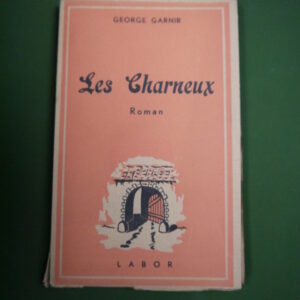 GEORGE GARNIR
Les Charneux
Roman
LABOR